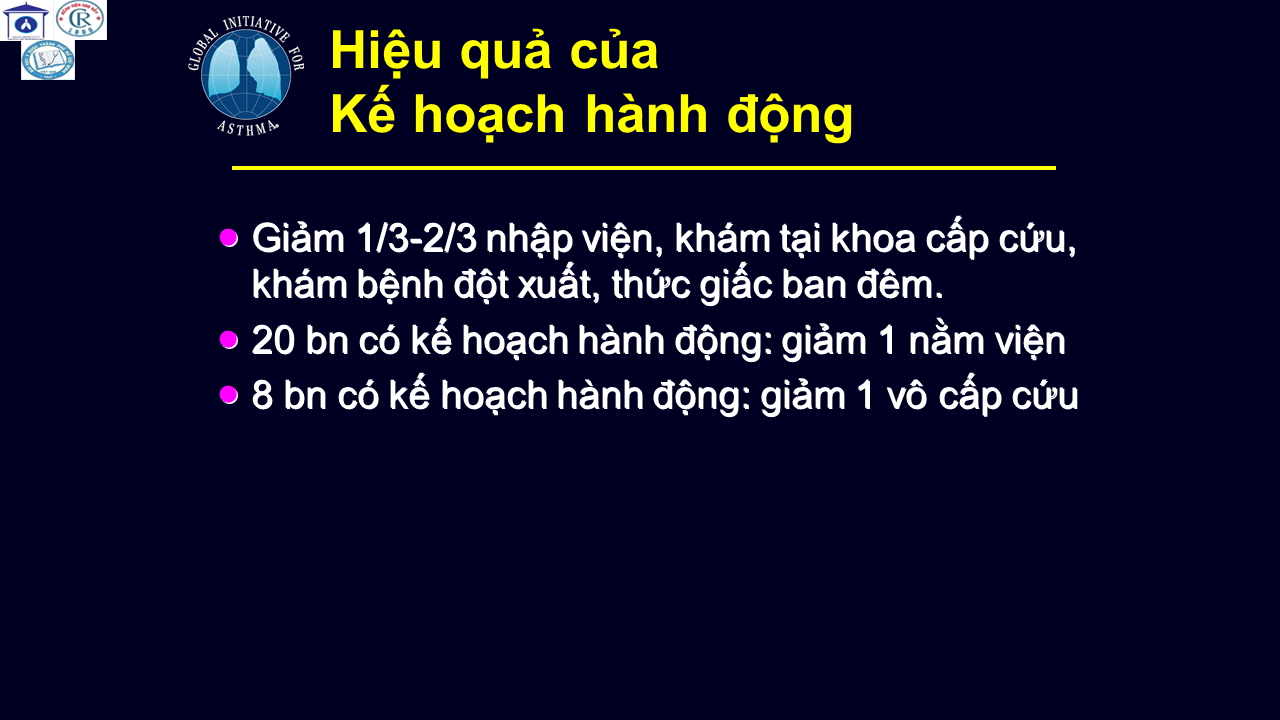 GLOBAL INITIATIVE FOR
ASTHMA
Hiệu quả của
Kế hoạch hành động
Giảm 1/3-2/3 nhập viện, khám tại khoa cấp cứu,
khám bệnh đột xuất, thức giấc ban đêm.
20 bn có kế hoạch hành động: giảm 1 nằm viện
8 bn có kế hoạch hành động: giảm 1 vô cấp cứu